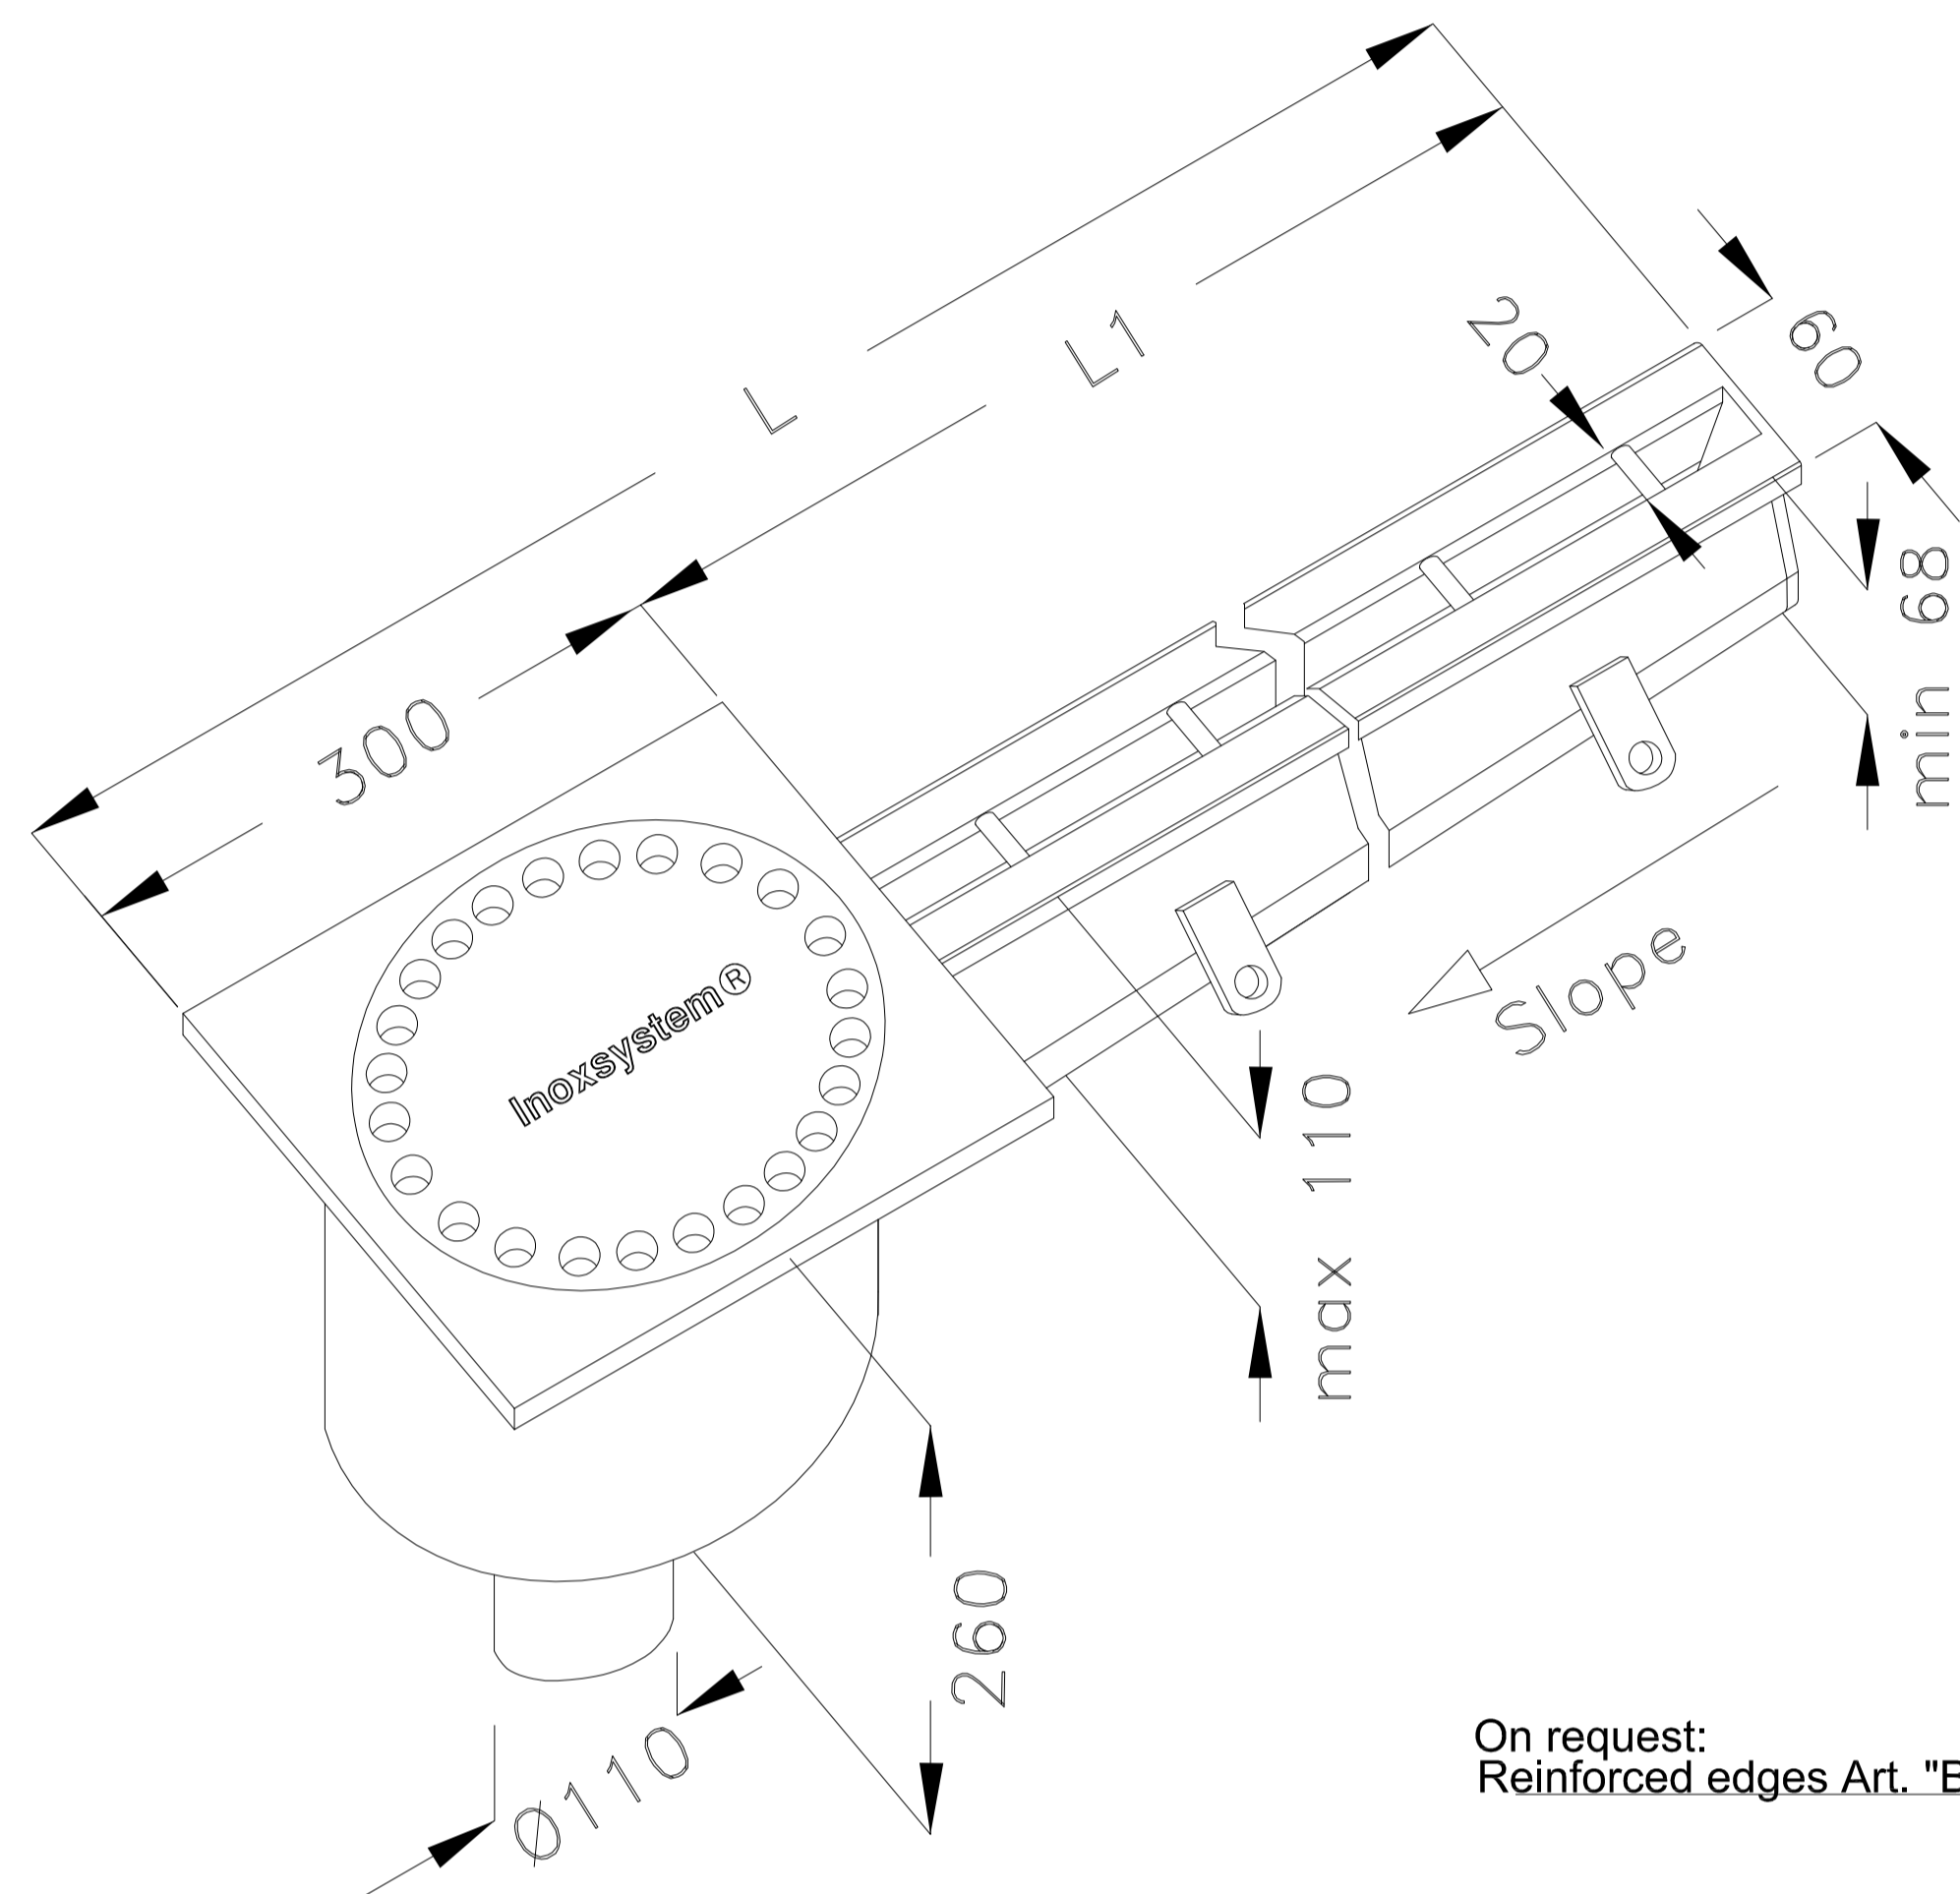 L
L1
20
60
300
min 68
Inoxsystem®
Slope
max 110
260
Ø110
On request:
Reinforced edges Art. "B